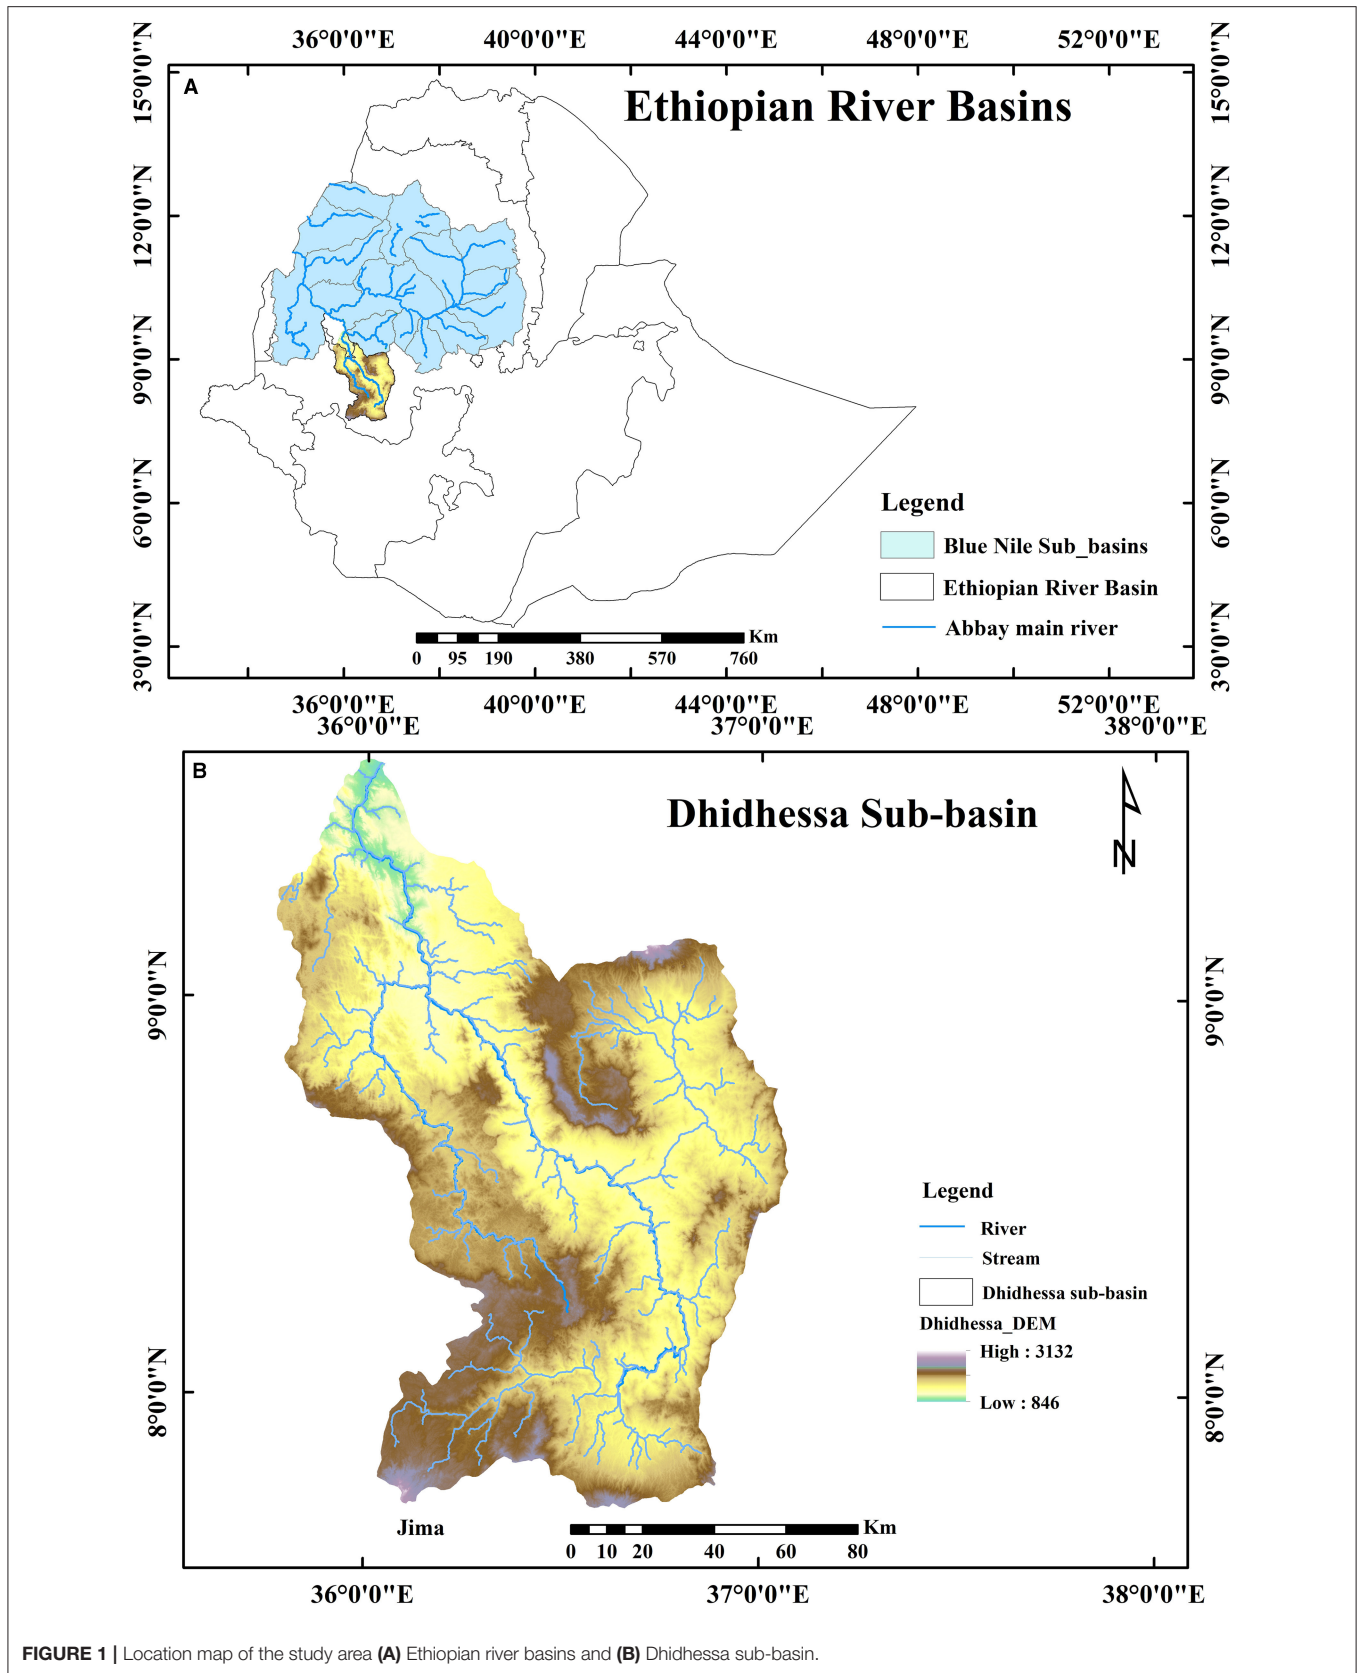 36°0'0"E 40°0'0"E 44°0'0"E 48°0'0"E 52°0'0"E
A
Ethiopian River Basins
15°0'0"N
12°0'0"N
9°0'0"N
6°0'0"N
3°0'0"N
15°0'0"N
12°0'0"N
9°0'0"N
6°0'0"N
3°0'0"N
Legend
Blue Nile Sub_basins
Ethiopian River Basin
Abbay main river
Km
0 95 190 380 570 760
36°0'0"E 40°0'0"E 44°0'0"E 48°0'0"E 52°0'0"E
36°0'0"E 37°0'0"E 38°0'0"E
B
Dhidhessa Sub-basin
N
9°0'0"N
8°0'0"N
9°0'0"N
8°0'0"N
Legend
River
Stream
Dhidhessa sub-basin
Dhidhessa_DEM
High : 3132
Low : 846
Jima
Km
0 10 20 40 60 80
36°0'0"E 37°0'0"E 38°0'0"E
FIGURE 1 | Location map of the study area (A) Ethiopian river basins and (B) Dhidhessa sub-basin.